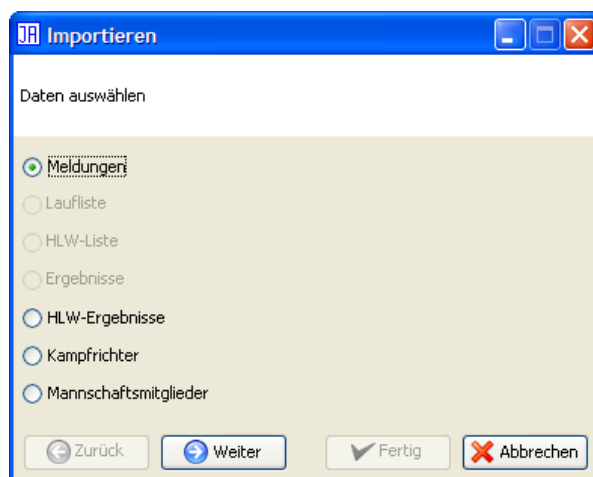 JA Importieren
Daten auswählen
Meldungen
Laufliste
HLW-Liste
Ergebnisse
HLW-Ergebnisse
Kampfrichter
Mannschaftsmitglieder
Zurück Weiter Fertig Abbrechen